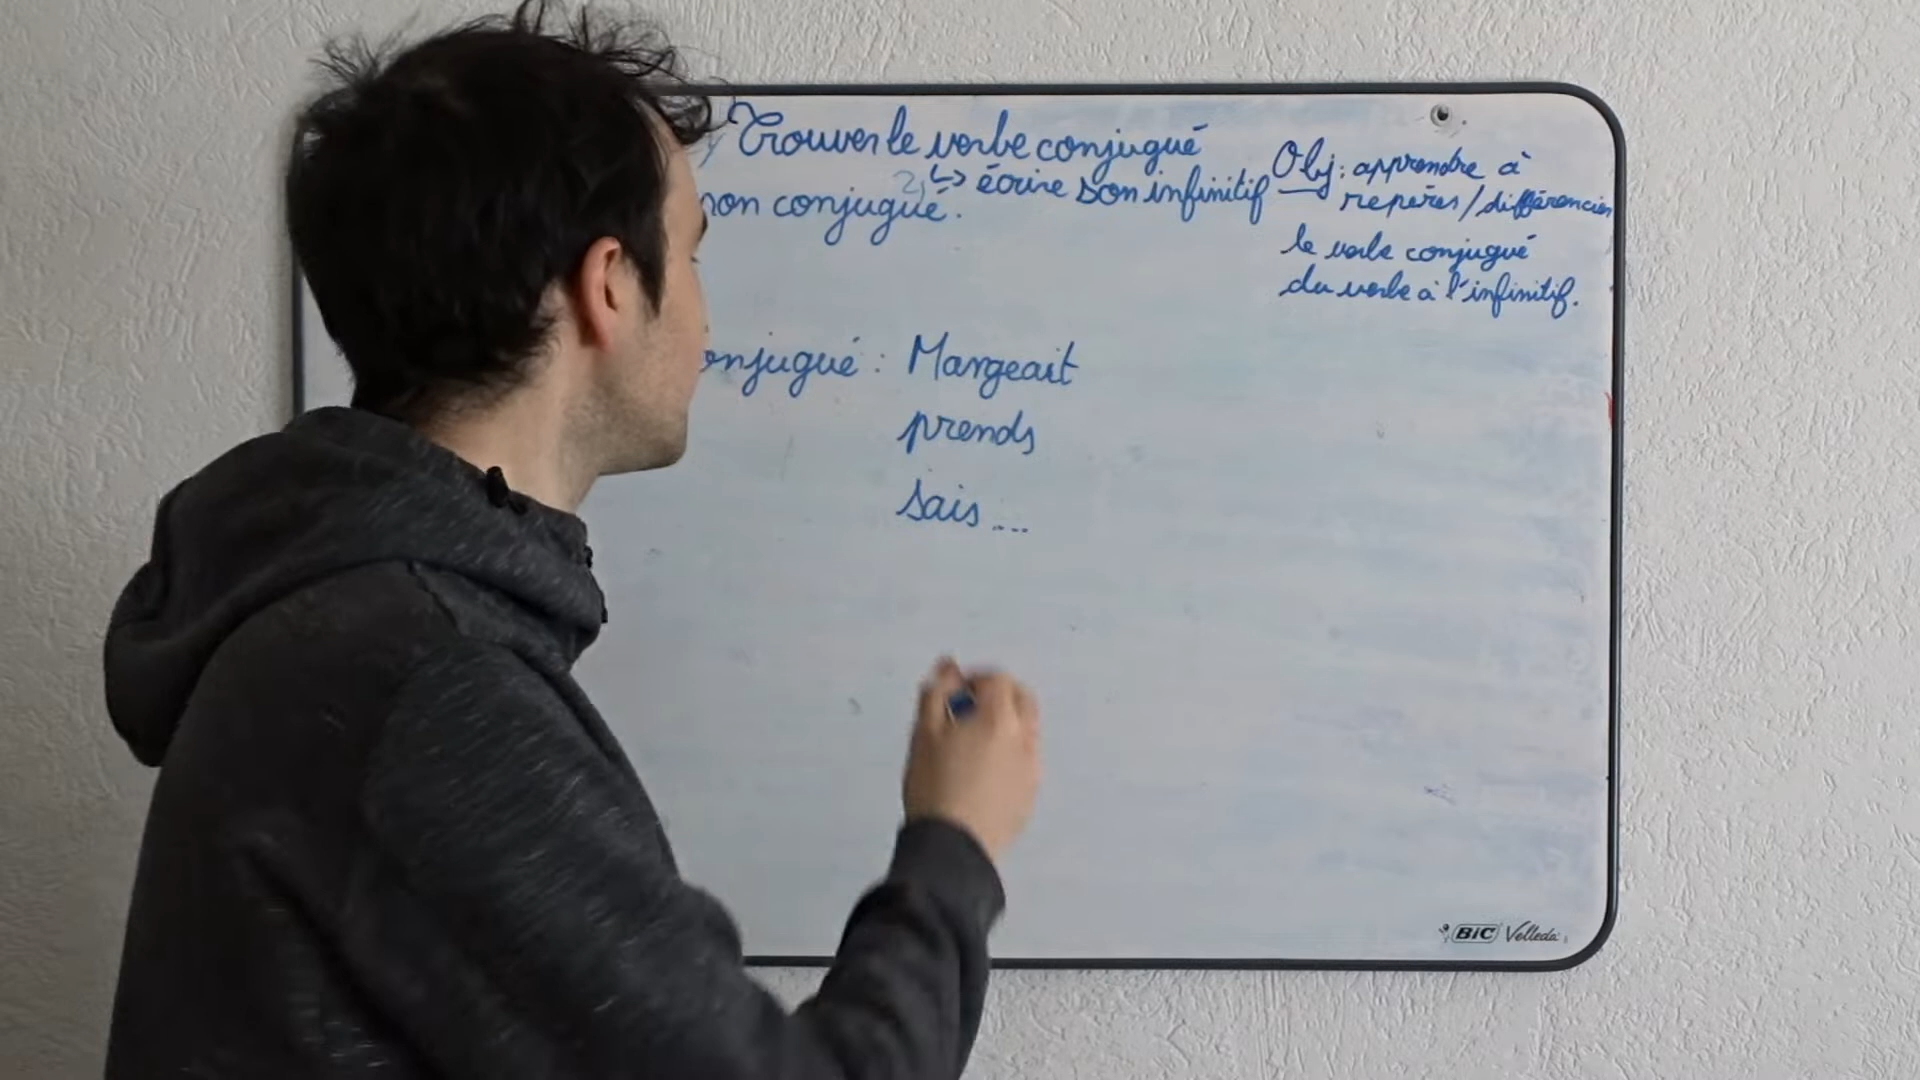 Trouver le verbe conjugué
2) ↳ écrire son infinitif
non conjugué.
Obj : apprendre à
repérer / différencier
le verbe conjugué
du verbe à l'infinitif.
onjugué : Mangeait
prends
sais ...
BIC Velleda